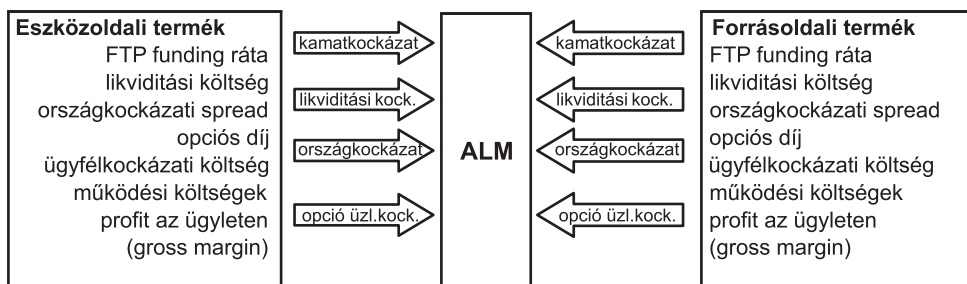 Eszközoldali termék
FTP funding ráta
likviditási költség
országkockázati spread
opciós díj
ügyfélkockázati költség
működési költségek
profit az ügyleten
(gross margin)
kamatkockázat
likviditási kock.
országkockázat
opció üzl.kock.
ALM
kamatkockázat
likviditási kock.
országkockázat
opció üzl.kock.
Forrásoldali termék
FTP funding ráta
likviditási költség
országkockázati spread
opciós díj
ügyfélkockázati költség
működési költségek
profit az ügyleten
(gross margin)